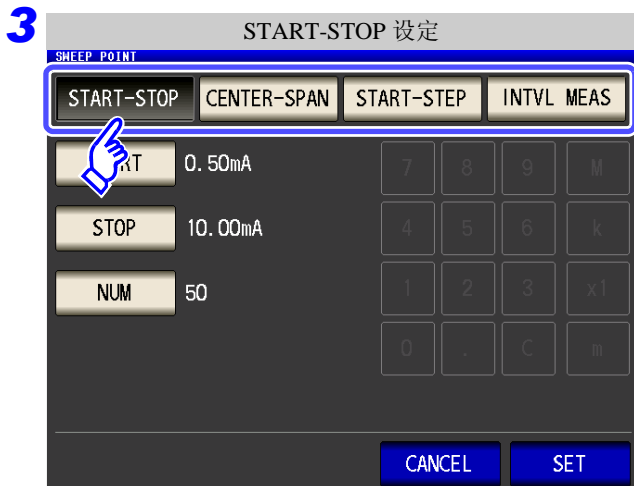 3
START-STOP 设定
SWEEP POINT
START-STOP CENTER-SPAN START-STEP INTVL MEAS
0.50mA 7 8 9 M
STOP 10.00mA 4 5 6 k
NUM 50 1 2 3 x1
0 . C m
CANCEL SET